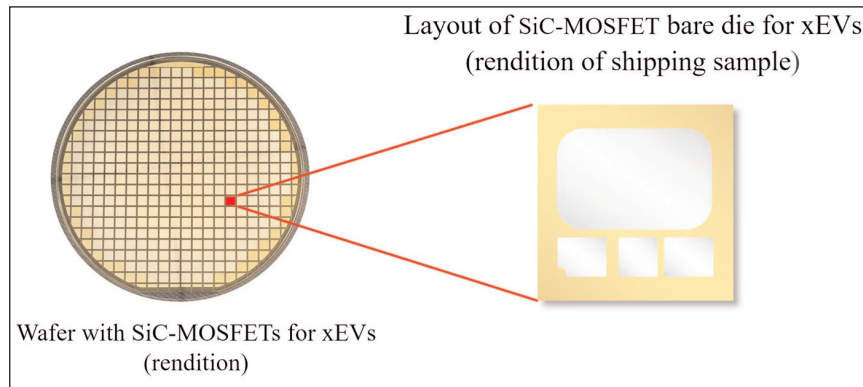 Layout of SiC-MOSFET bare die for xEVs
(rendition of shipping sample)
Wafer with SiC-MOSFETs for xEVs
(rendition)